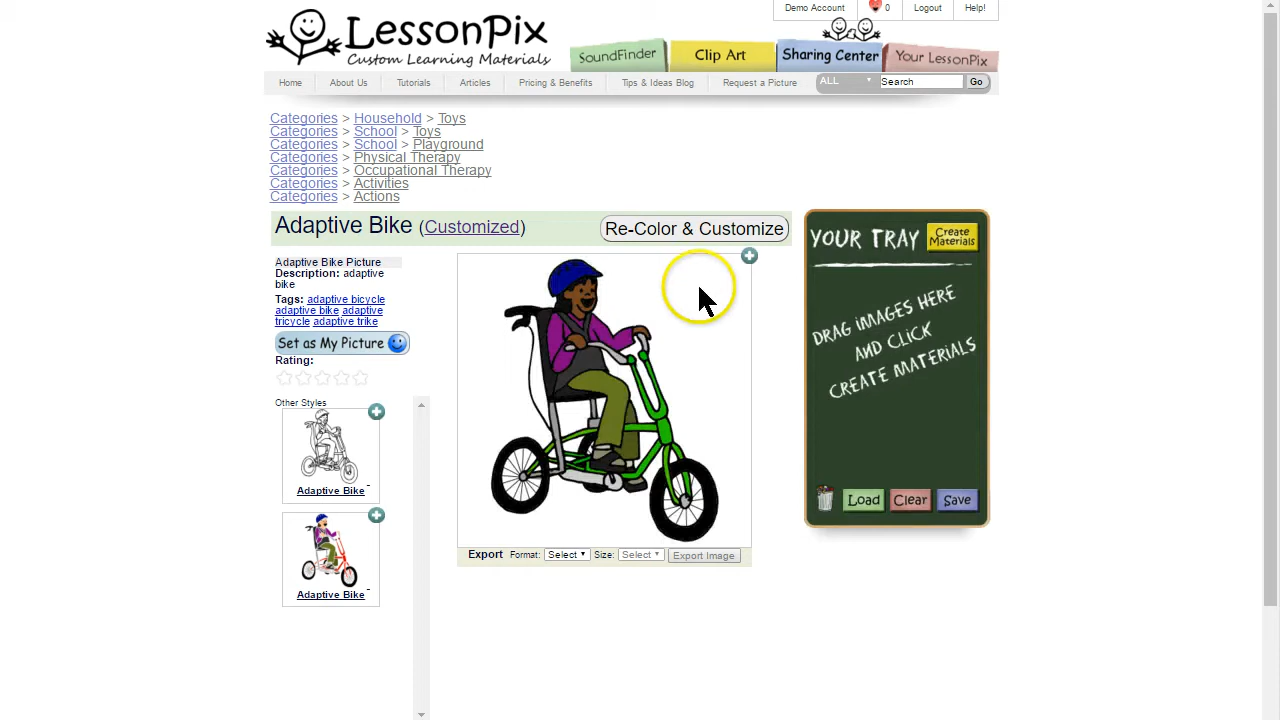 Demo Account 0 Logout Help!
LessonPix
Custom Learning Materials
SoundFinder Clip Art Sharing Center Your LessonPix
Home About Us Tutorials Articles Pricing & Benefits Tips & Ideas Blog Request a Picture ALL Search Go
Categories > Household > Toys
Categories > School > Toys
Categories > School > Playground
Categories > Physical Therapy
Categories > Occupational Therapy
Categories > Activities
Categories > Actions
Adaptive Bike (Customized) Re-Color & Customize
Adaptive Bike Picture
Description: adaptive
bike
Tags: adaptive bicycle
adaptive bike adaptive
tricycle adaptive trike
Set as My Picture
Rating:
Other Styles
Adaptive Bike
Adaptive Bike
Export Format: Select Size: Select Export Image
YOUR TRAY Create
Materials
DRAG IMAGES HERE
AND CLICK
CREATE MATERIALS
Load Clear Save